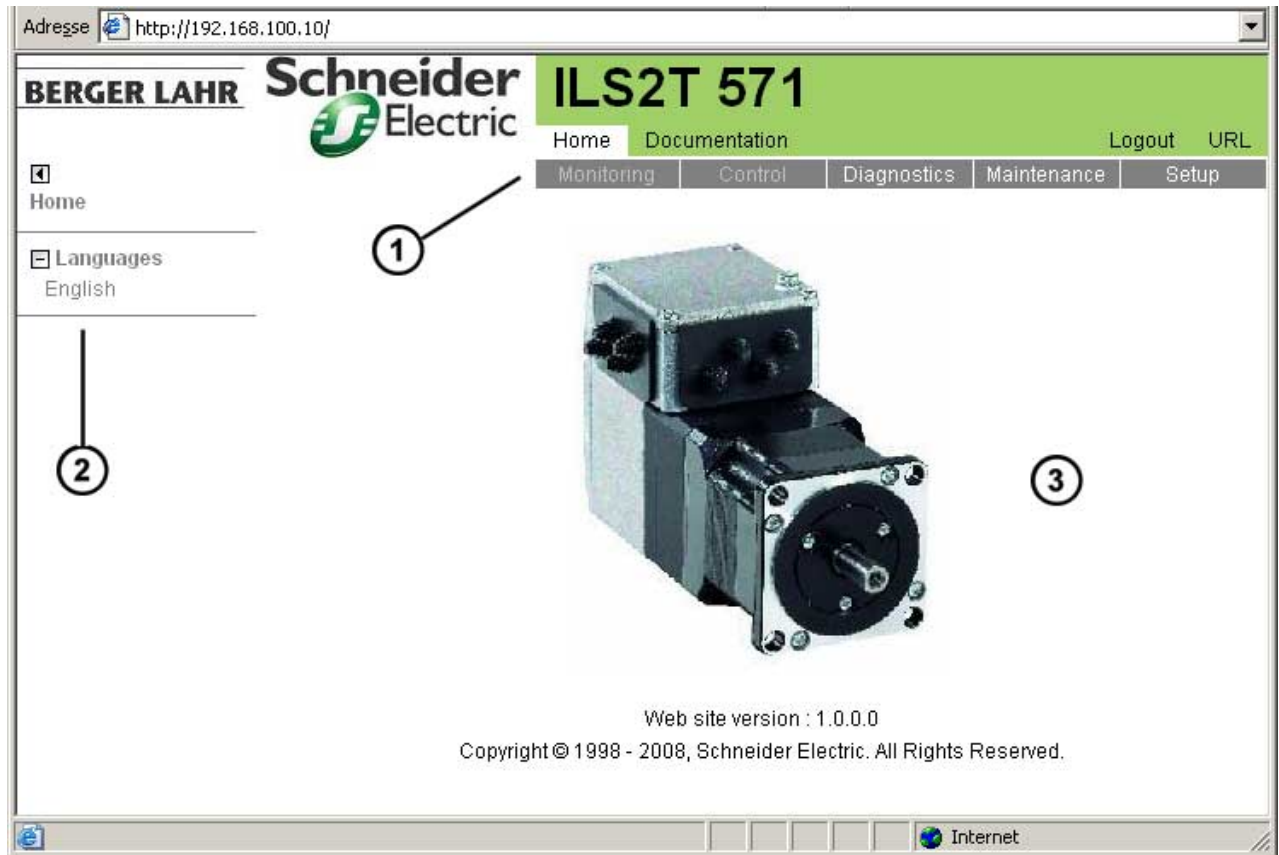 Adresse http://192.168.100.10/
BERGER LAHR
Schneider
Electric
ILS2T 571
Home Documentation Logout URL
Monitoring Control Diagnostics Maintenance Setup
Home
Languages
English
1
2
3
Web site version : 1.0.0.0
Copyright © 1998 - 2008, Schneider Electric. All Rights Reserved.
Internet